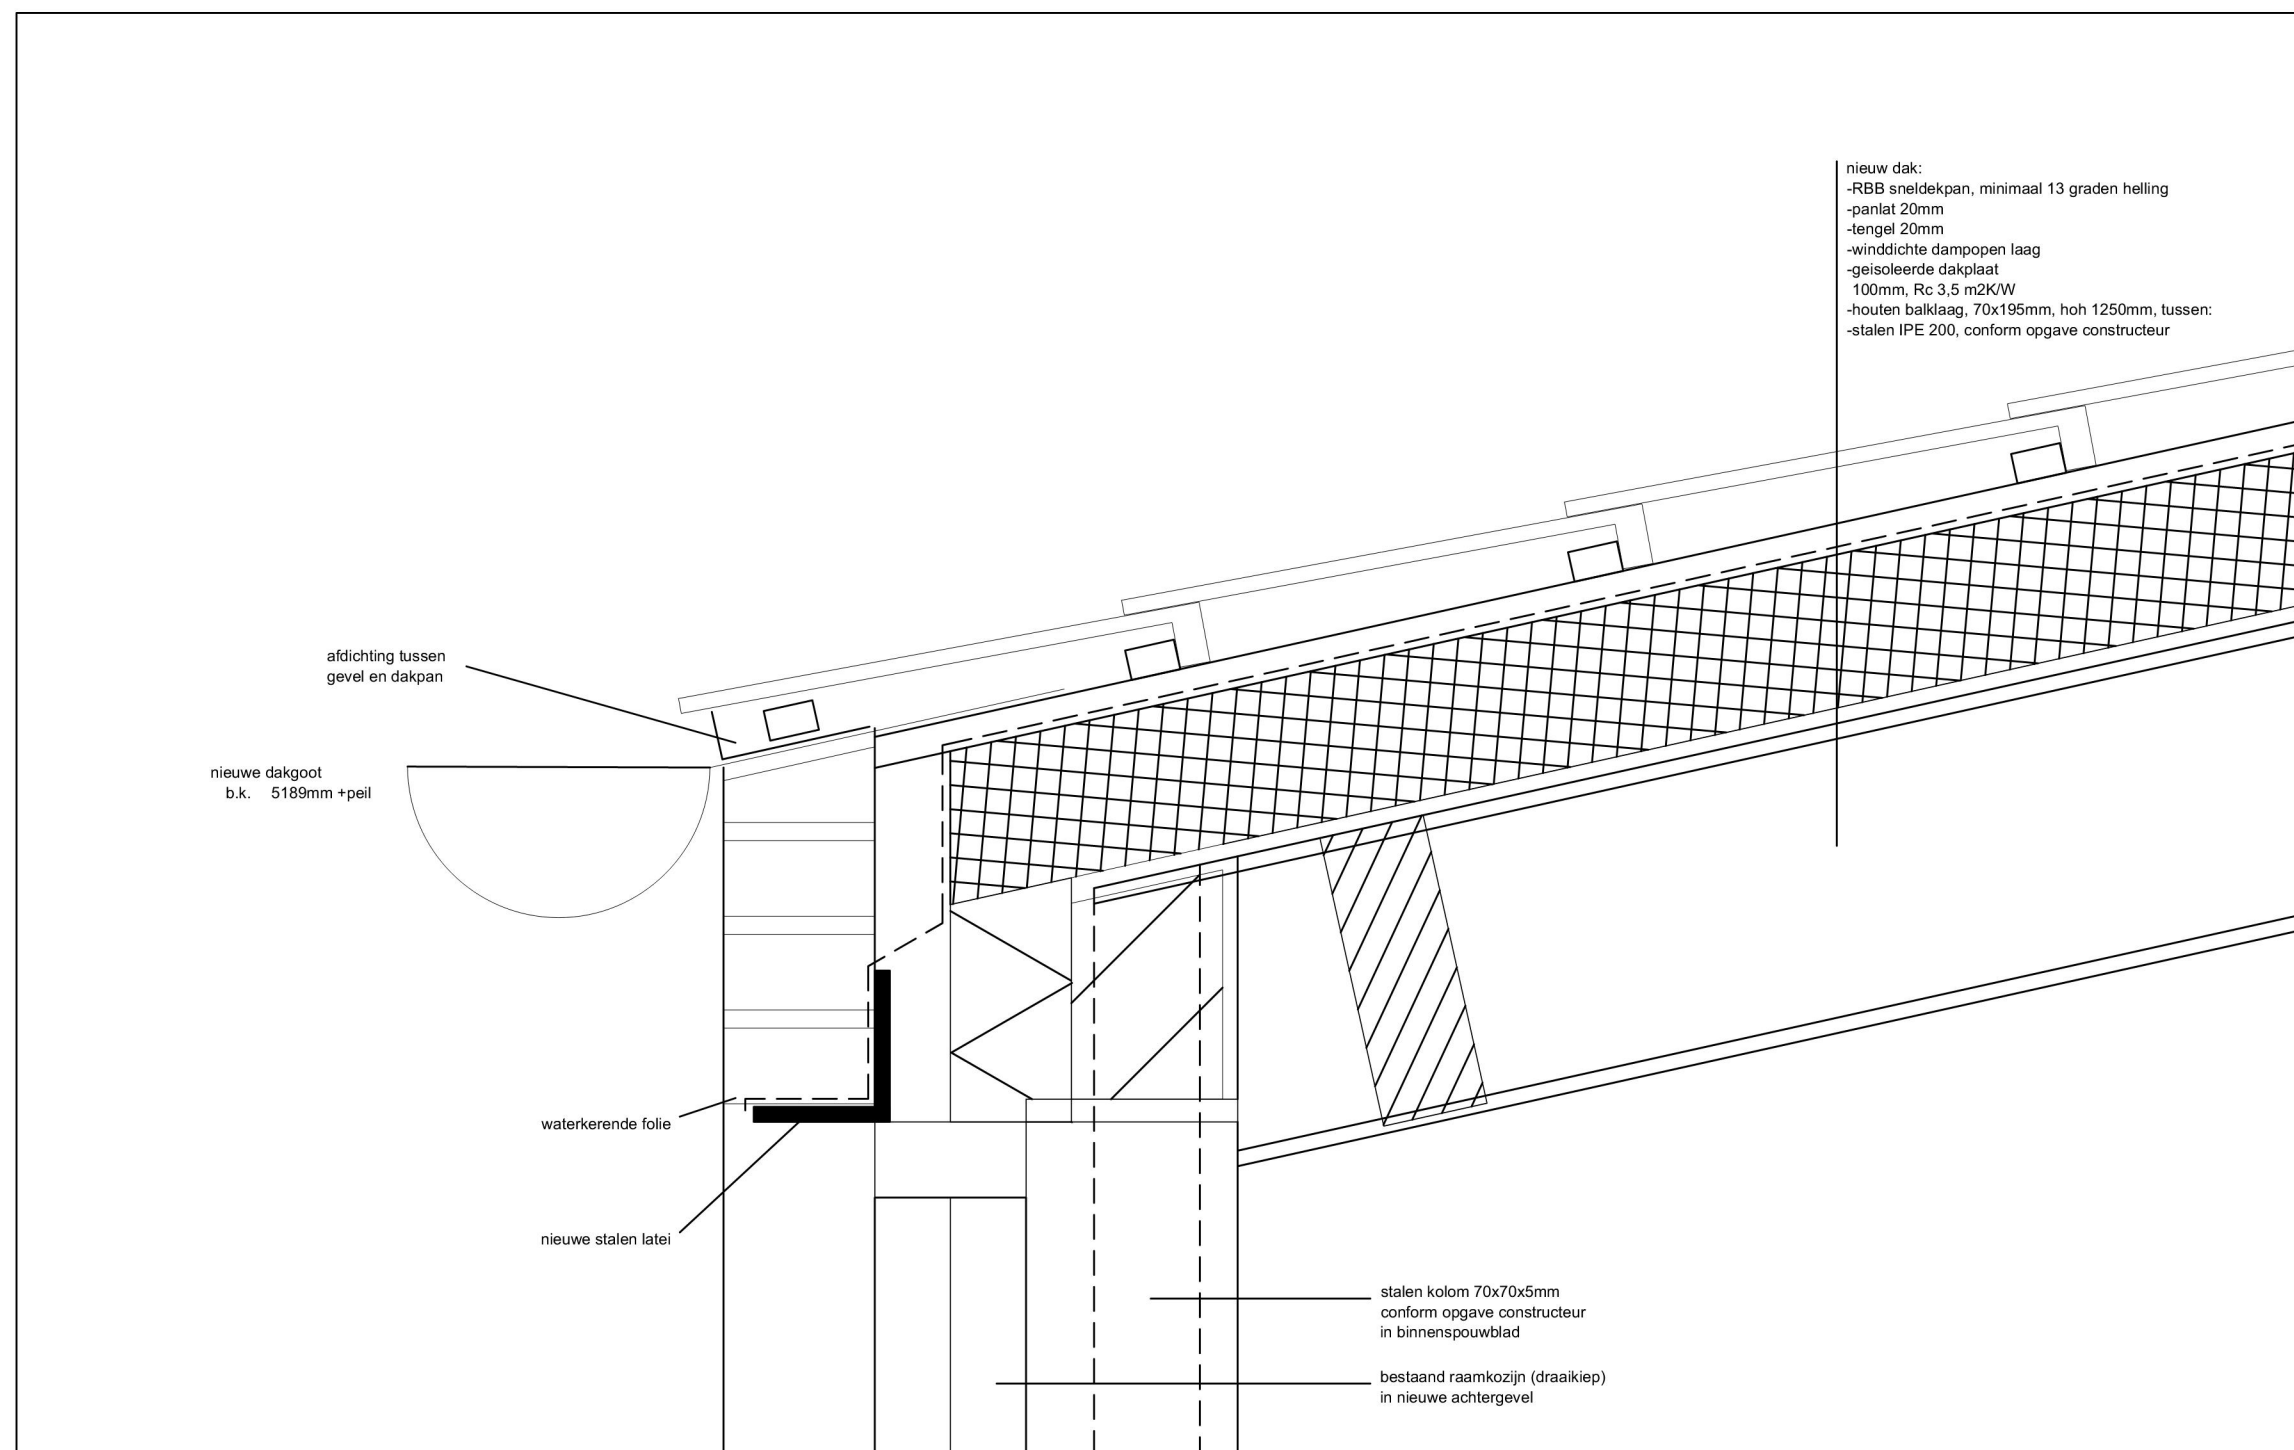 nieuw dak:
-RBB sneldekpan, minimaal 13 graden helling
-panlat 20mm
-tengel 20mm
-winddichte dampopen laag
-geisoleerde dakplaat
100mm, Rc 3,5 m2K/W
-houten balklaag, 70x195mm, hoh 1250mm, tussen:
-stalen IPE 200, conform opgave constructeur
afdichting tussen
gevel en dakpan
nieuwe dakgoot
b.k. 5189mm +peil
waterkerende folie
nieuwe stalen latei
stalen kolom 70x70x5mm
conform opgave constructeur
in binnenspouwblad
bestaand raamkozijn (draaikiep)
in nieuwe achtergevel